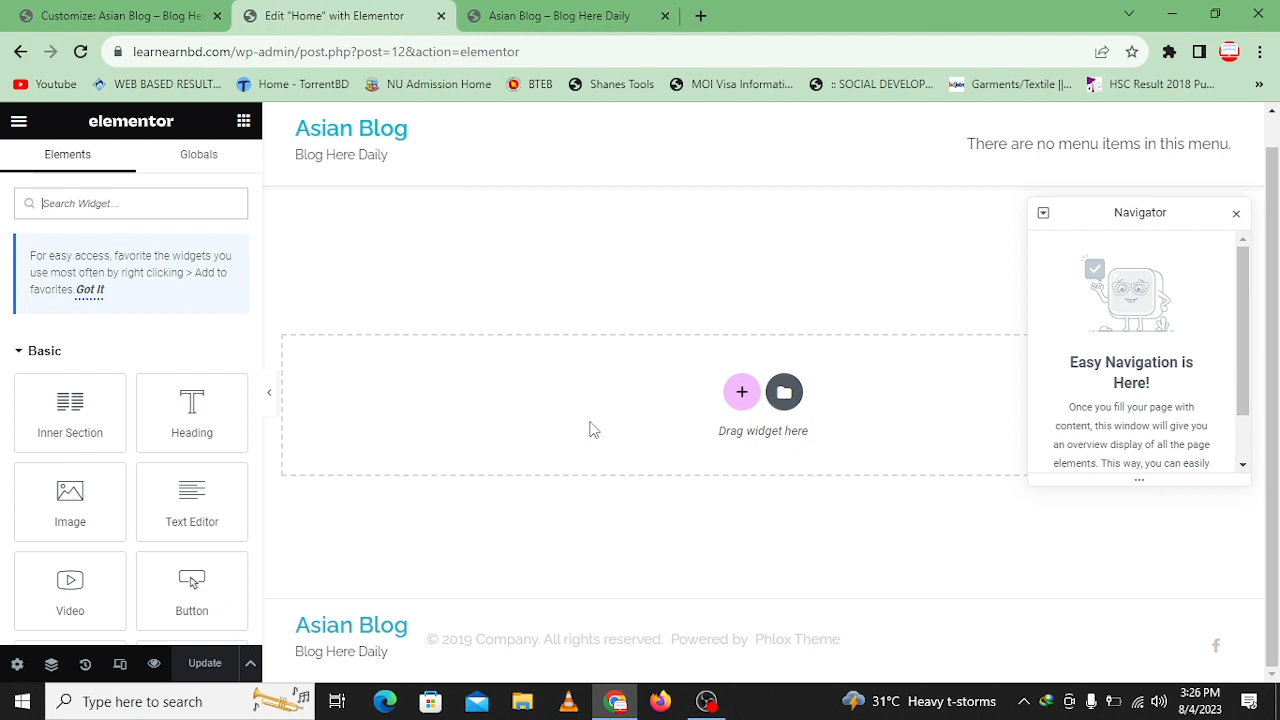 Customizing: Asian Blog – Blog He
Edit "Home" with Elementor
Asian Blog – Blog Here Daily
learnearnbd.com/wp-admin/post.php?post=12&action=elementor
Youtube
WEB BASED RESULT...
Home - TorrentBD
NU Admission Home
BTEB
Shanes Tools
MOI Visa Informati...
:: SOCIAL DEVELOP...
Garments/Textile ||...
HSC Result 2018 Pu...
elementor
Elements
Globals
Search Widget...
For easy access, favorite the widgets you
use most often by right clicking > Add to
favorites. Got It
Basic
Inner Section
Heading
Image
Text Editor
Video
Button
Update
Asian Blog
Blog Here Daily
There are no menu items in this menu.
Drag widget here
Navigator
Easy Navigation is
Here!
Once you fill your page with
content, this window will give you
an overview display of all the page
elements. This way, you can easily
Asian Blog
Blog Here Daily
© 2019 Company. All rights reserved. Powered by Phlox Theme
Type here to search
31°C Heavy t-storms
3:26 PM
8/4/2023